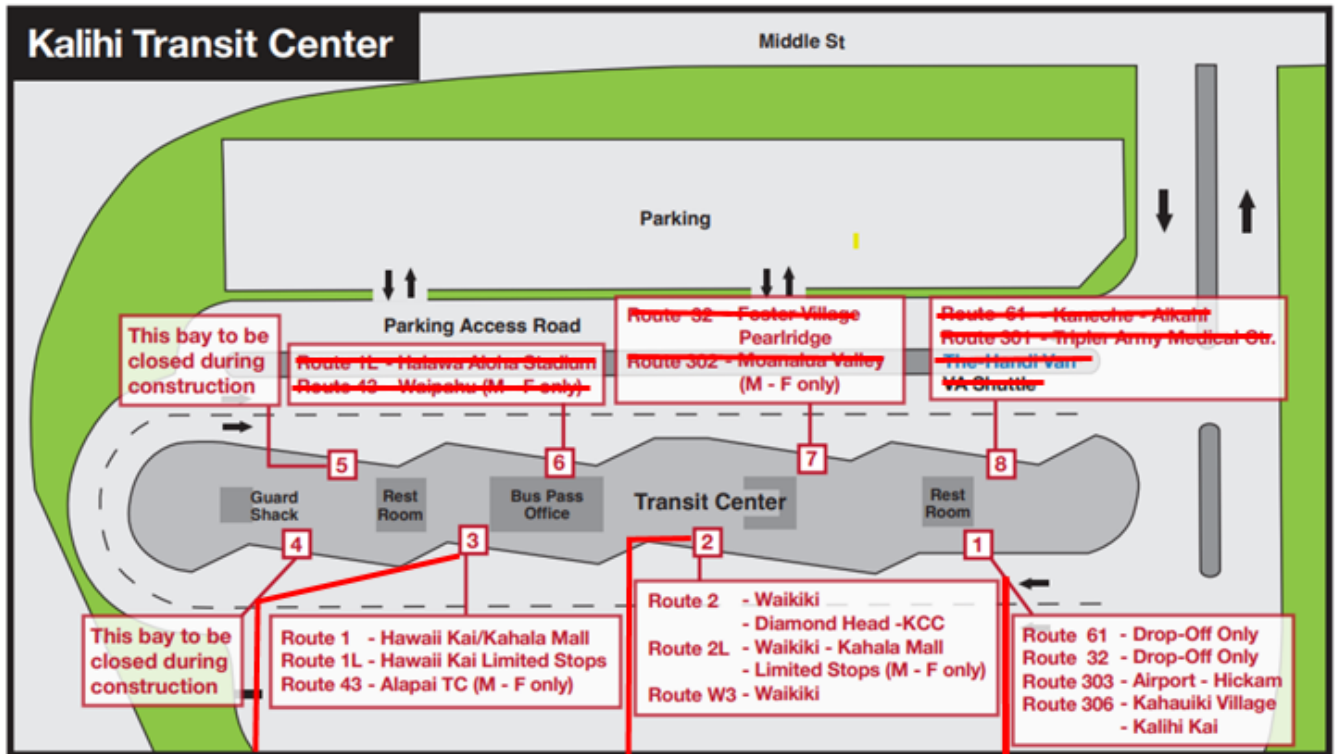 Kalihi Transit Center
Middle St
Parking
Parking Access Road
This bay to be
closed during
construction
Route 1L - Halawa Aloha Stadium
Route 43 - Waipahu (M - F only)
Route 32 - Foster Village
Pearlridge
Route 302 - Moanalua Valley
(M - F only)
Route 61 - Kaneohe - Aikahi
Route 301 - Tripler Army Medical Ctr.
The Handi Van
VA Shuttle
5
6
7
8
Guard
Shack
Rest
Room
Bus Pass
Office
Transit Center
Rest
Room
4
3
2
1
This bay to be
closed during
construction
Route 1 - Hawaii Kai/Kahala Mall
Route 1L - Hawaii Kai Limited Stops
Route 43 - Alapai TC (M - F only)
Route 2 - Waikiki
- Diamond Head -KCC
Route 2L - Waikiki - Kahala Mall
- Limited Stops (M - F only)
Route W3 - Waikiki
Route 61 - Drop-Off Only
Route 32 - Drop-Off Only
Route 303 - Airport - Hickam
Route 306 - Kahauiki Village
- Kalihi Kai